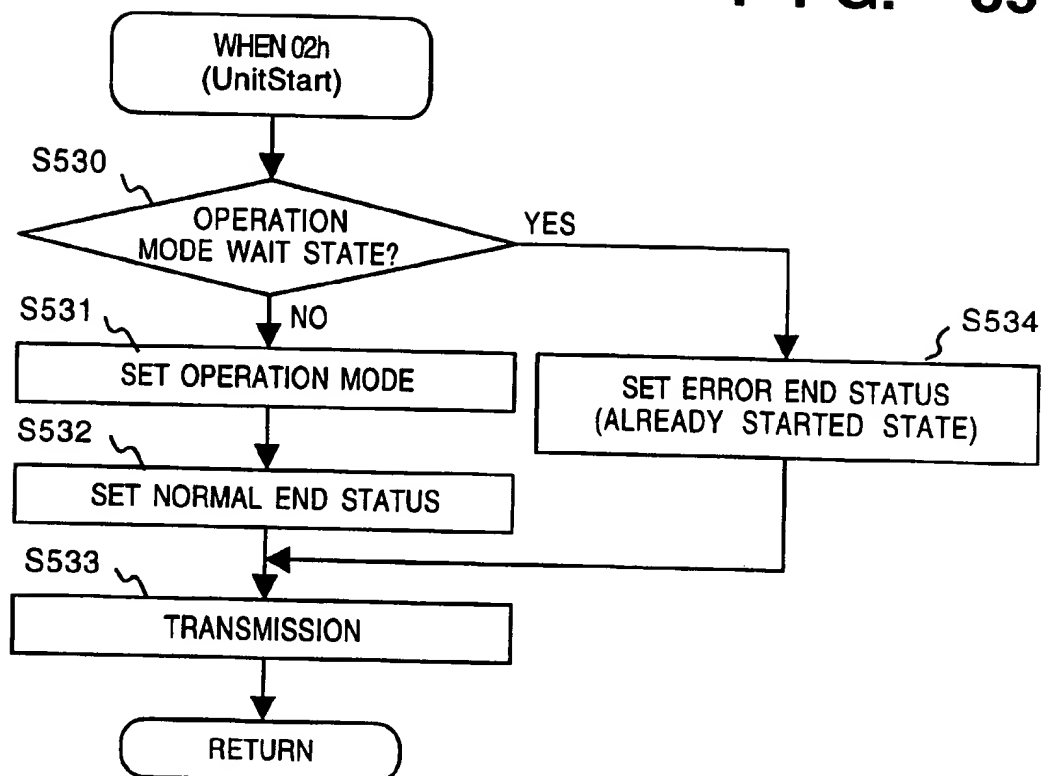 WHEN 02h
(UnitStart)
S530
OPERATION
MODE WAIT STATE?
YES
NO
S531
SET OPERATION MODE
S534
SET ERROR END STATUS
(ALREADY STARTED STATE)
S532
SET NORMAL END STATUS
S533
TRANSMISSION
RETURN